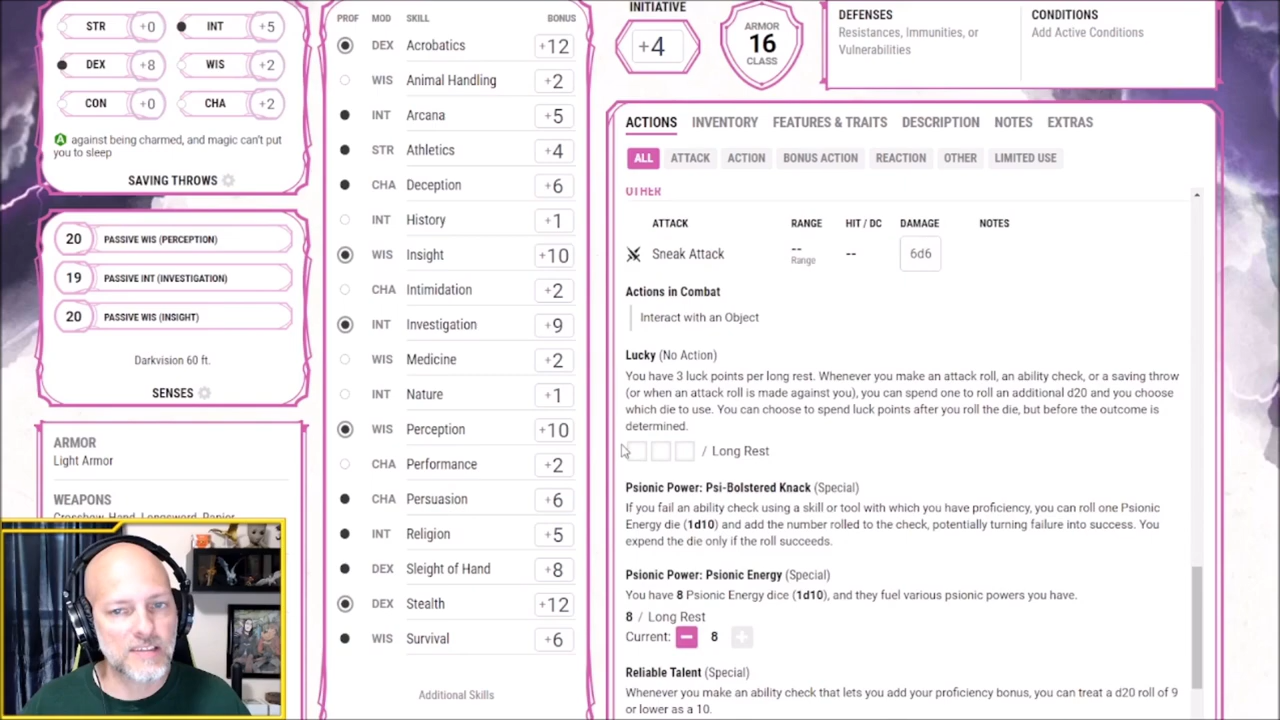 STR +0 INT +5
DEX +8 WIS +2
CON +0 CHA +2
A against being charmed, and magic can't put
you to sleep
SAVING THROWS
20 PASSIVE WIS (PERCEPTION)
19 PASSIVE INT (INVESTIGATION)
20 PASSIVE WIS (INSIGHT)
Darkvision 60 ft.
SENSES
ARMOR
Light Armor
WEAPONS
Crossbow, Hand, Longsword, Rapier,
PROF MOD SKILL BONUS
DEX Acrobatics +12
WIS Animal Handling +2
INT Arcana +5
STR Athletics +4
CHA Deception +6
INT History +1
WIS Insight +10
CHA Intimidation +2
INT Investigation +9
WIS Medicine +2
INT Nature +1
WIS Perception +10
CHA Performance +2
CHA Persuasion +6
INT Religion +5
DEX Sleight of Hand +8
DEX Stealth +12
WIS Survival +6
Additional Skills
INITIATIVE
+4
ARMOR
16
CLASS
DEFENSES
Resistances, Immunities, or
Vulnerabilities
CONDITIONS
Add Active Conditions
ACTIONS INVENTORY FEATURES & TRAITS DESCRIPTION NOTES EXTRAS
ALL ATTACK ACTION BONUS ACTION REACTION OTHER LIMITED USE
OTHER
ATTACK RANGE HIT / DC DAMAGE NOTES
Sneak Attack -- -- 6d6
Range
Actions in Combat
Interact with an Object
Lucky (No Action)
You have 3 luck points per long rest. Whenever you make an attack roll, an ability check, or a saving throw
(or when an attack roll is made against you), you can spend one to roll an additional d20 and you choose
which die to use. You can choose to spend luck points after you roll the die, but before the outcome is
determined.
/ Long Rest
Psionic Power: Psi-Bolstered Knack (Special)
If you fail an ability check using a skill or tool with which you have proficiency, you can roll one Psionic
Energy die (1d10) and add the number rolled to the check, potentially turning failure into success. You
expend the die only if the roll succeeds.
Psionic Power: Psionic Energy (Special)
You have 8 Psionic Energy dice (1d10), and they fuel various psionic powers you have.
8 / Long Rest
Current: 8
Reliable Talent (Special)
Whenever you make an ability check that lets you add your proficiency bonus, you can treat a d20 roll of 9
or lower as a 10.